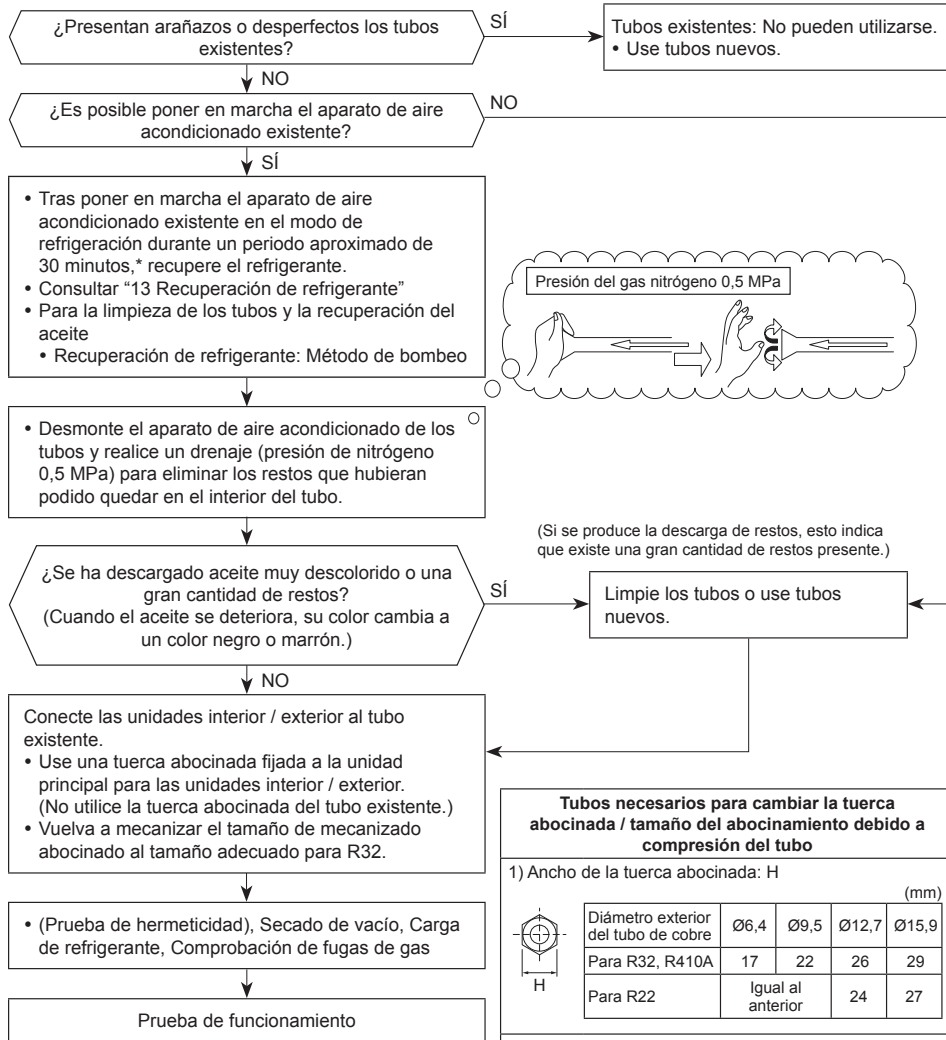 ¿Presentan arañazos o desperfectos los tubos
existentes?
SÍ
Tubos existentes: No pueden utilizarse.
• Use tubos nuevos.
NO
¿Es posible poner en marcha el aparato de aire
acondicionado existente?
NO
SÍ
• Tras poner en marcha el aparato de aire
acondicionado existente en el modo de
refrigeración durante un periodo aproximado de
30 minutos,* recupere el refrigerante.
• Consultar “13 Recuperación de refrigerante”
• Para la limpieza de los tubos y la recuperación del
aceite
• Recuperación de refrigerante: Método de bombeo
Presión del gas nitrógeno 0,5 MPa
• Desmonte el aparato de aire acondicionado de los
tubos y realice un drenaje (presión de nitrógeno
0,5 MPa) para eliminar los restos que hubieran
podido quedar en el interior del tubo.
(Si se produce la descarga de restos, esto indica
que existe una gran cantidad de restos presente.)
¿Se ha descargado aceite muy descolorido o una
gran cantidad de restos?
(Cuando el aceite se deteriora, su color cambia a
un color negro o marrón.)
SÍ
Limpie los tubos o use tubos
nuevos.
NO
Conecte las unidades interior / exterior al tubo
existente.
• Use una tuerca abocinada fijada a la unidad
principal para las unidades interior / exterior.
(No utilice la tuerca abocinada del tubo existente.)
• Vuelva a mecanizar el tamaño de mecanizado
abocinado al tamaño adecuado para R32.
• (Prueba de hermeticidad), Secado de vacío, Carga
de refrigerante, Comprobación de fugas de gas
Prueba de funcionamiento
Tubos necesarios para cambiar la tuerca
abocinada / tamaño del abocinamiento debido a
compresión del tubo
1) Ancho de la tuerca abocinada: H
(mm)
H
Diámetro exterior
del tubo de cobre Ø6,4 Ø9,5 Ø12,7 Ø15,9
Para R32, R410A 17 22 26 29
Para R22 Igual al
anterior 24 27